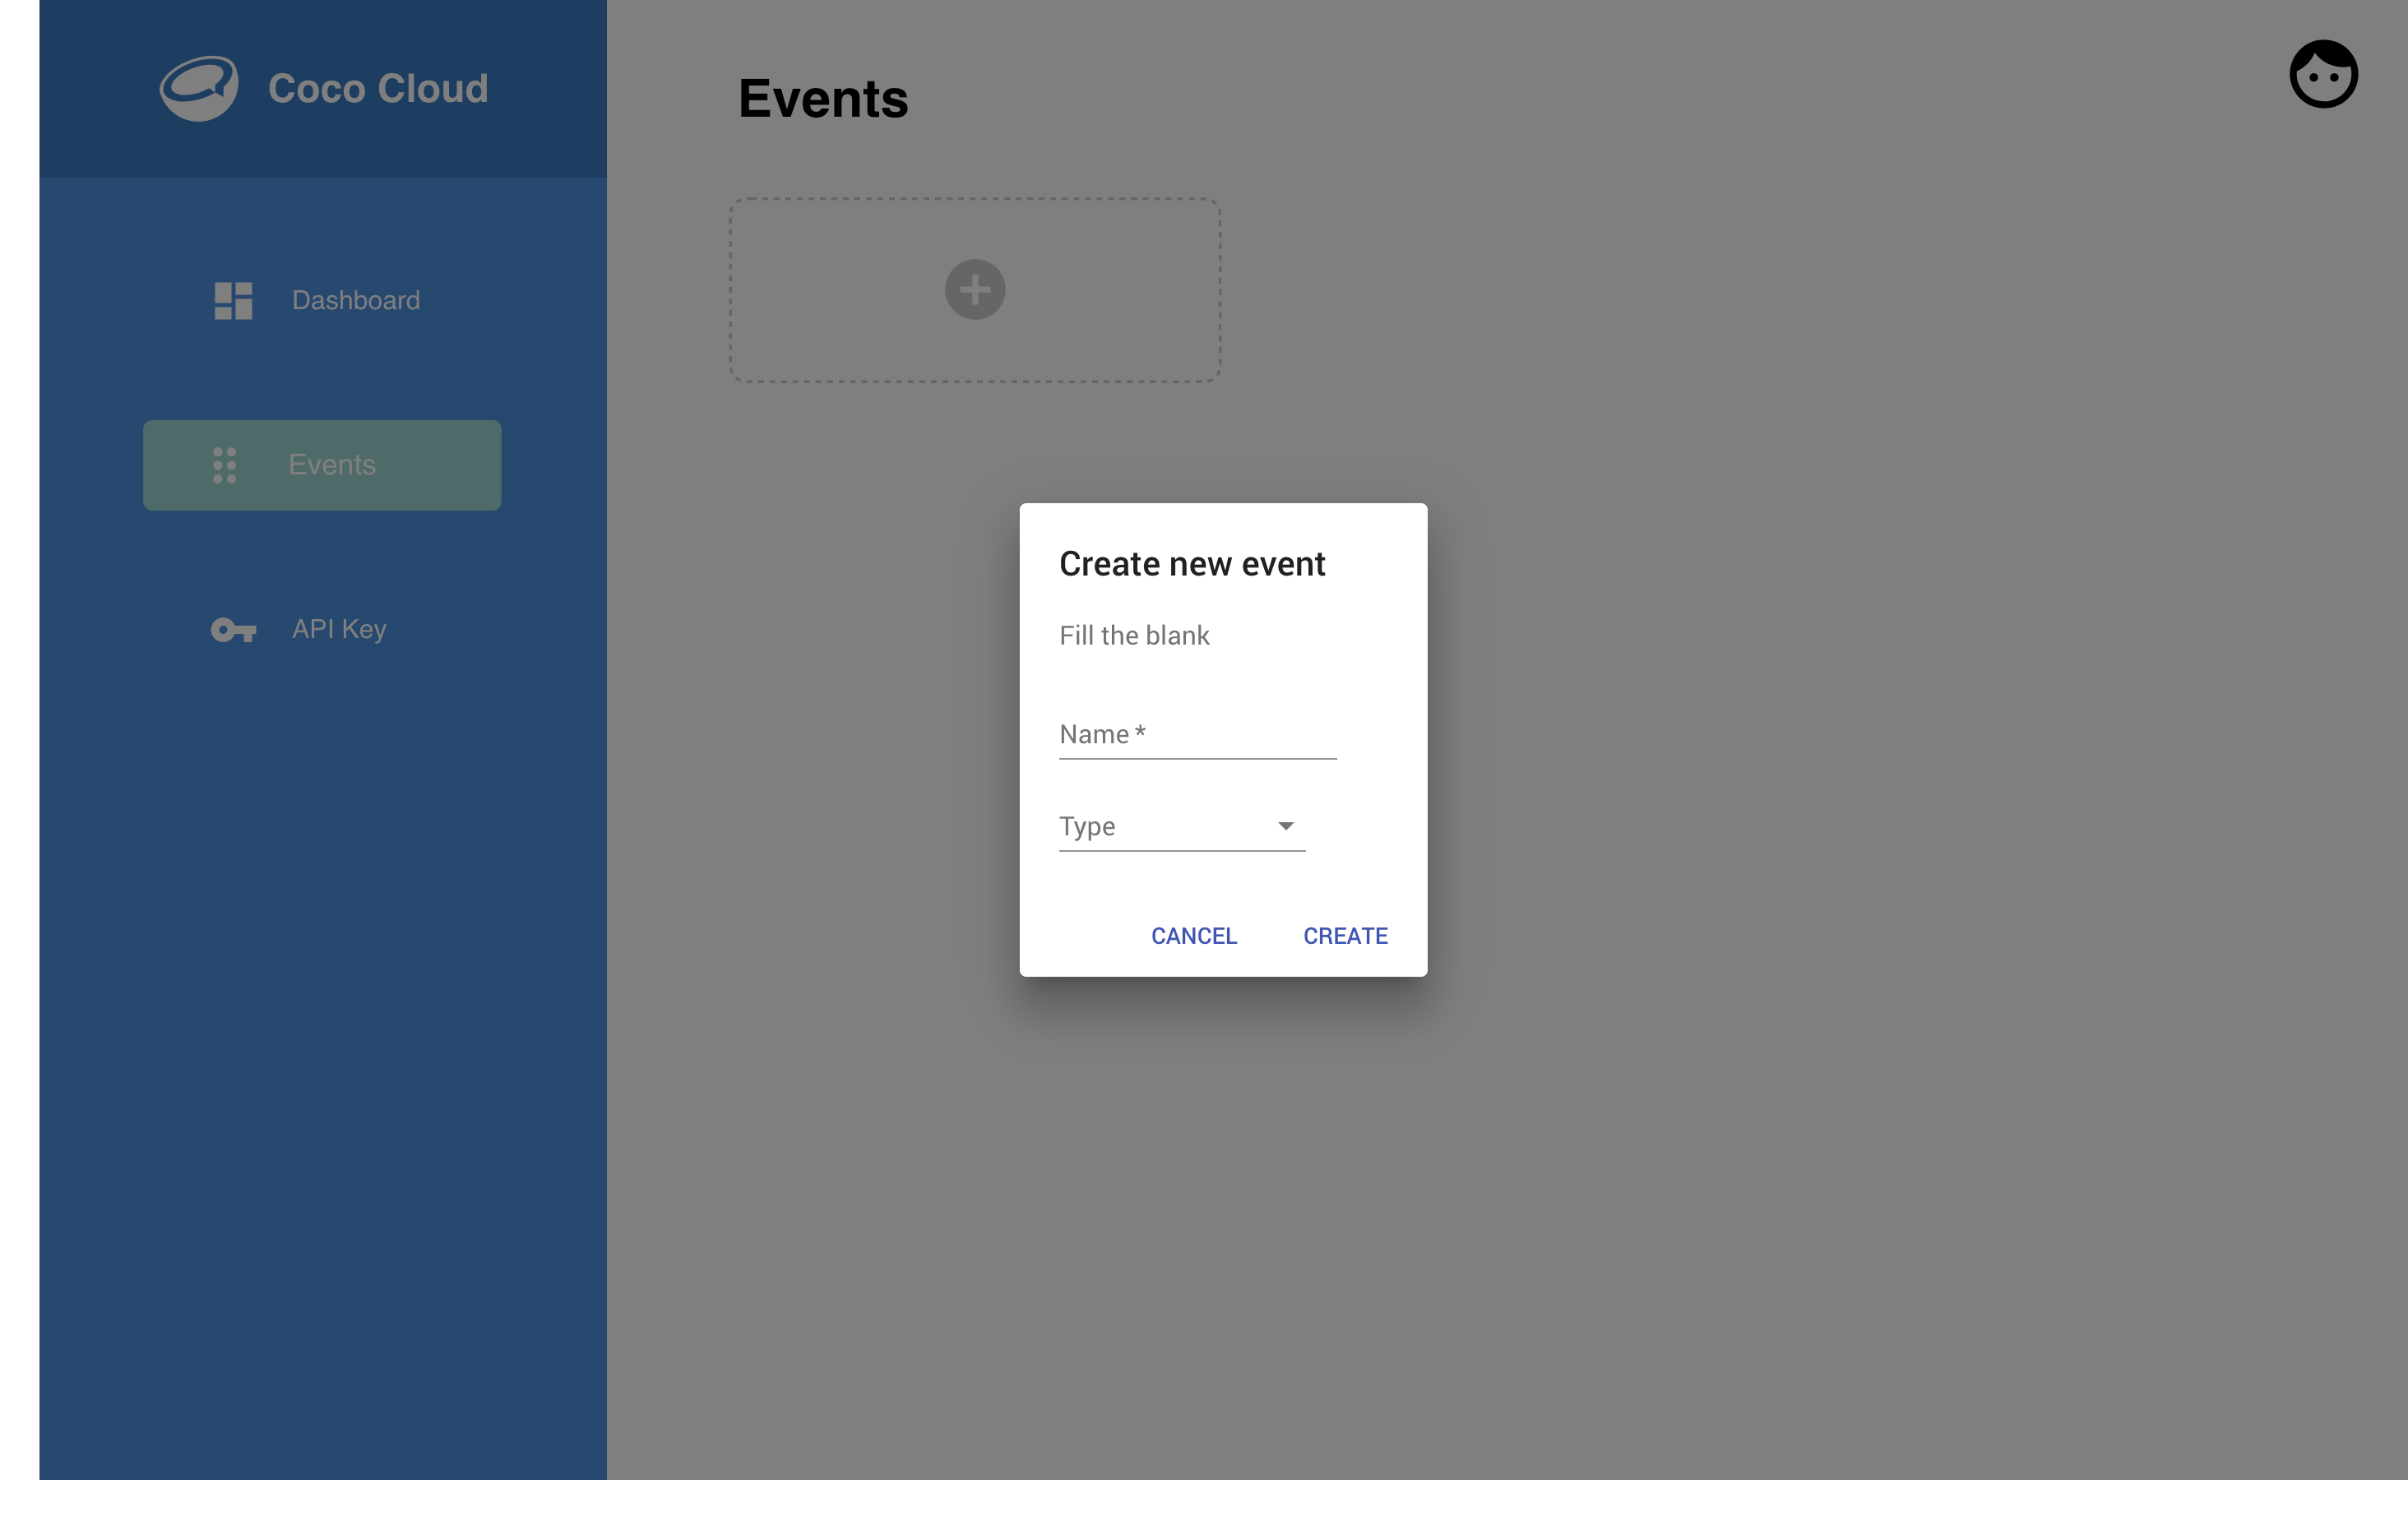 Coco Cloud
Events
Dashboard
Events
API Key
Create new event
Fill the blank
Name *
Type
CANCEL CREATE